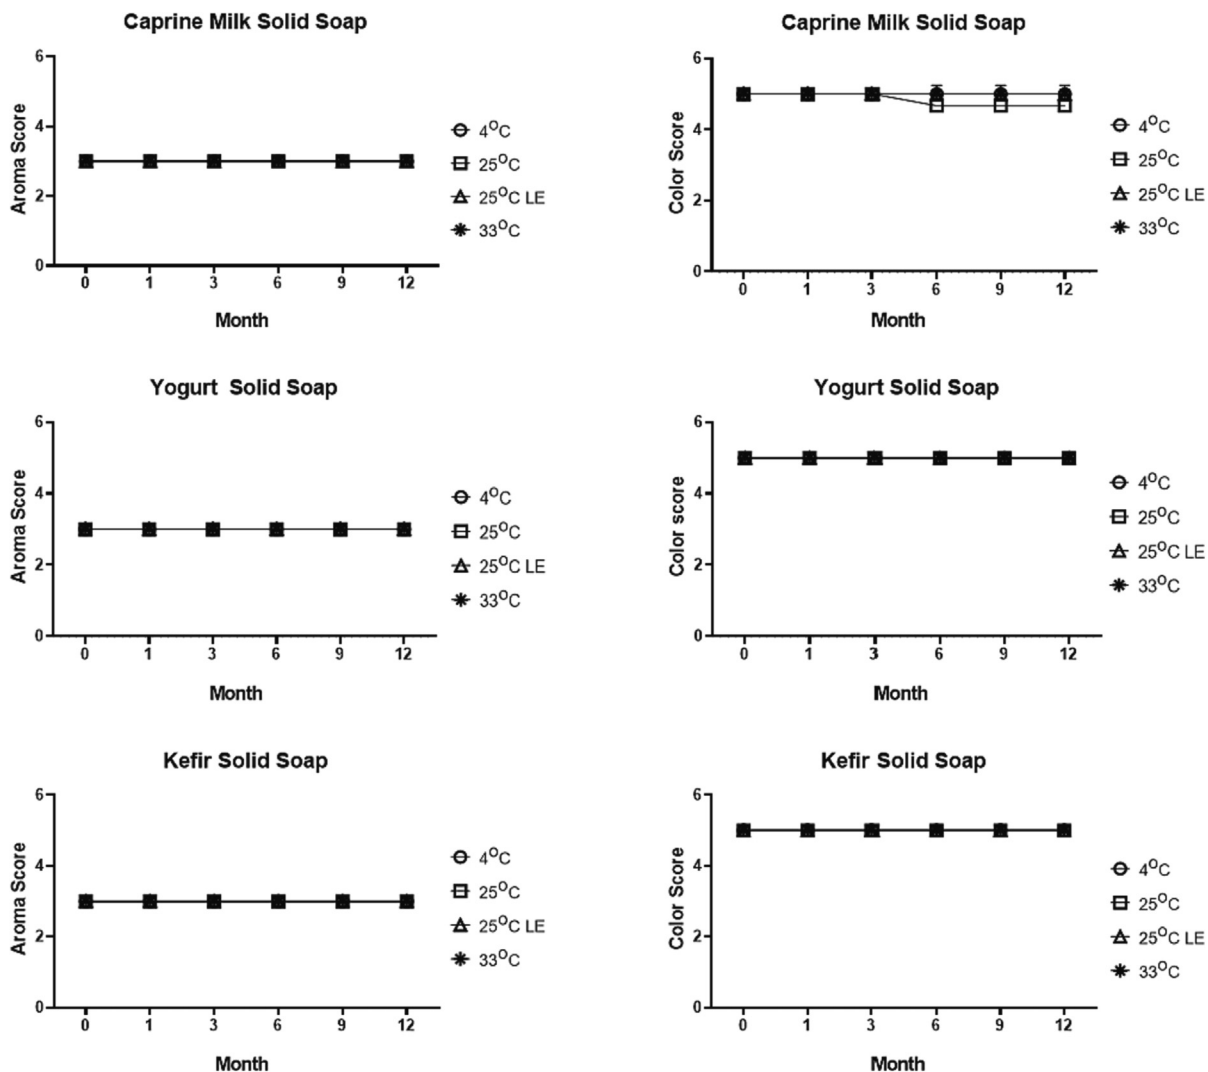 Caprine Milk Solid Soap
6
4
2
0
Aroma Score
0 1 3 6 9 12
Month
4°C
25°C
25°C LE
33°C
Caprine Milk Solid Soap
6
4
2
0
Color Score
0 1 3 6 9 12
Month
4°C
25°C
25°C LE
33°C
Yogurt Solid Soap
6
4
2
0
Aroma Score
0 1 3 6 9 12
Month
4°C
25°C
25°C LE
33°C
Yogurt Solid Soap
6
4
2
0
Color score
0 1 3 6 9 12
Month
4°C
25°C
25°C LE
33°C
Kefir Solid Soap
6
4
2
0
Aroma Score
0 1 3 6 9 12
Month
4°C
25°C
25°C LE
33°C
Kefir Solid Soap
6
4
2
0
Color Score
0 1 3 6 9 12
Month
4°C
25°C
25°C LE
33°C